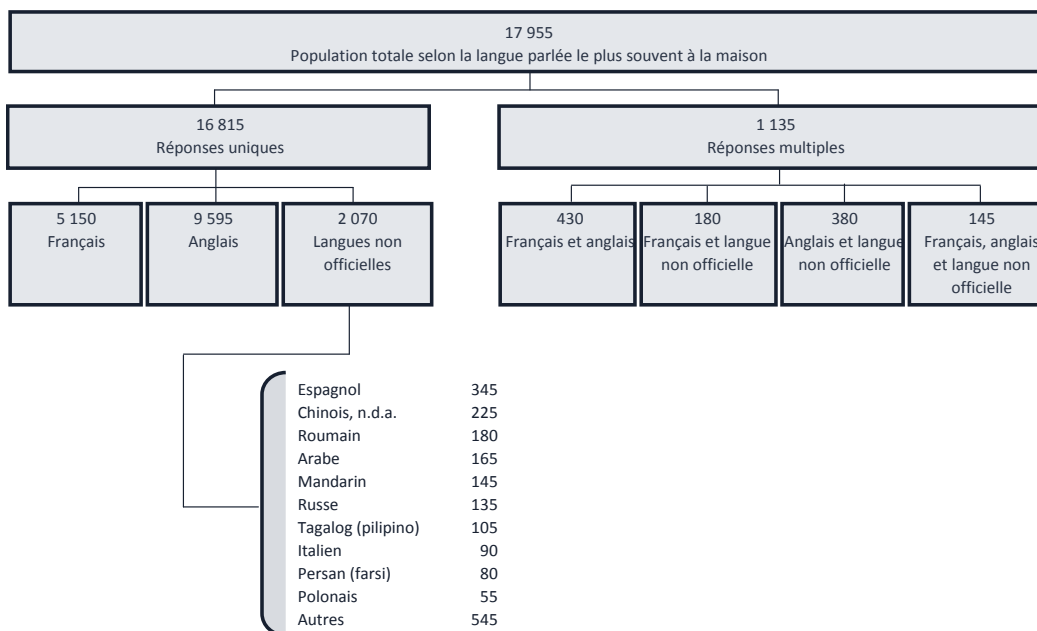 17 955
Population totale selon la langue parlée le plus souvent à la maison
16 815
Réponses uniques
1 135
Réponses multiples
5 150
Français
9 595
Anglais
2 070
Langues non
officielles
430
Français et anglais
180
Français et langue
non officielle
380
Anglais et langue
non officielle
145
Français, anglais
et langue non
officielle
Espagnol 345
Chinois, n.d.a. 225
Roumain 180
Arabe 165
Mandarin 145
Russe 135
Tagalog (pilipino) 105
Italien 90
Persan (farsi) 80
Polonais 55
Autres 545